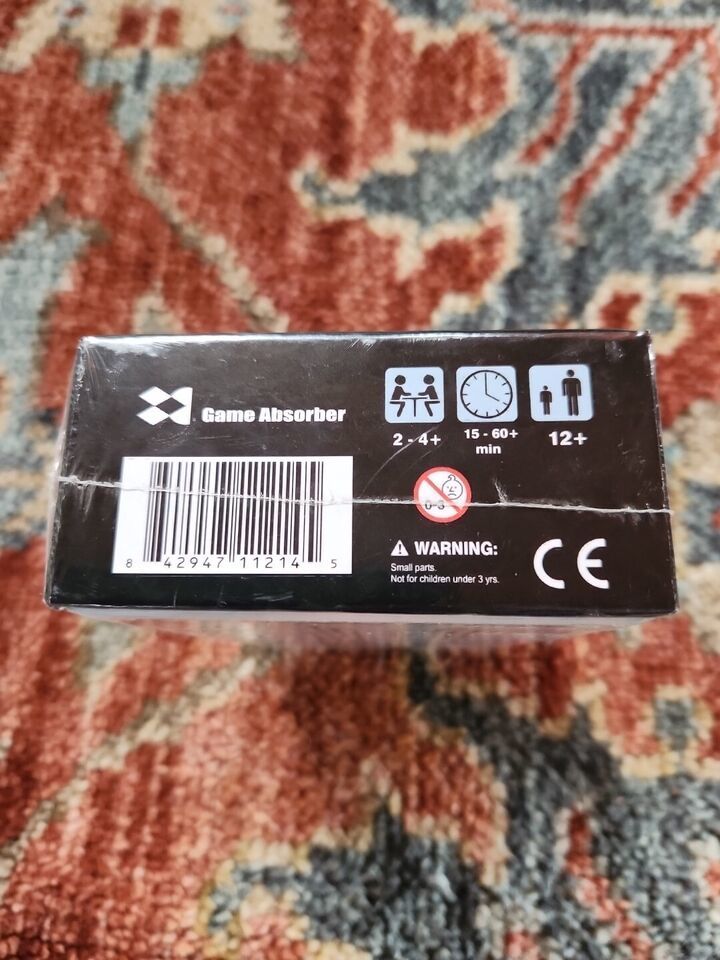 Game Absorber
2 - 4+
15 - 60+
min
12+
0-3
WARNING:
Small parts.
Not for children under 3 yrs.
CE
8 42947 11214 5